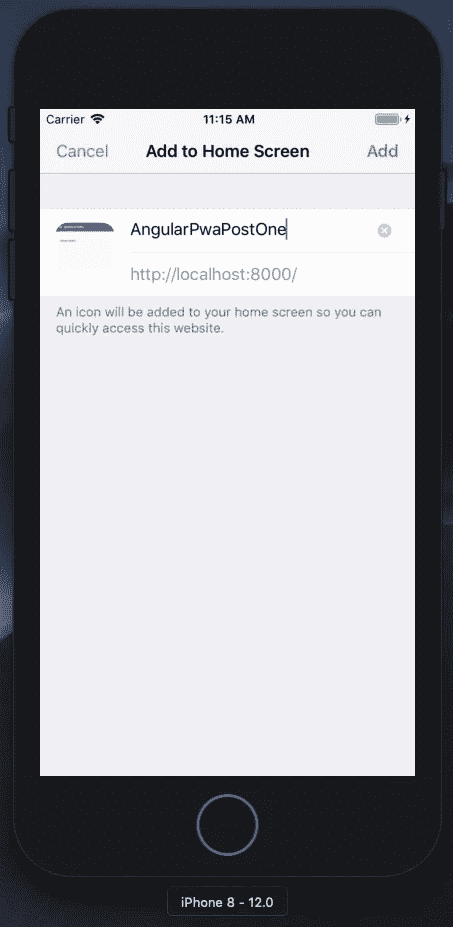 Carrier 11:15 AM
Cancel Add to Home Screen Add
AngularPwaPostOne
http://localhost:8000/
An icon will be added to your home screen so you can
quickly access this website.
iPhone 8 - 12.0